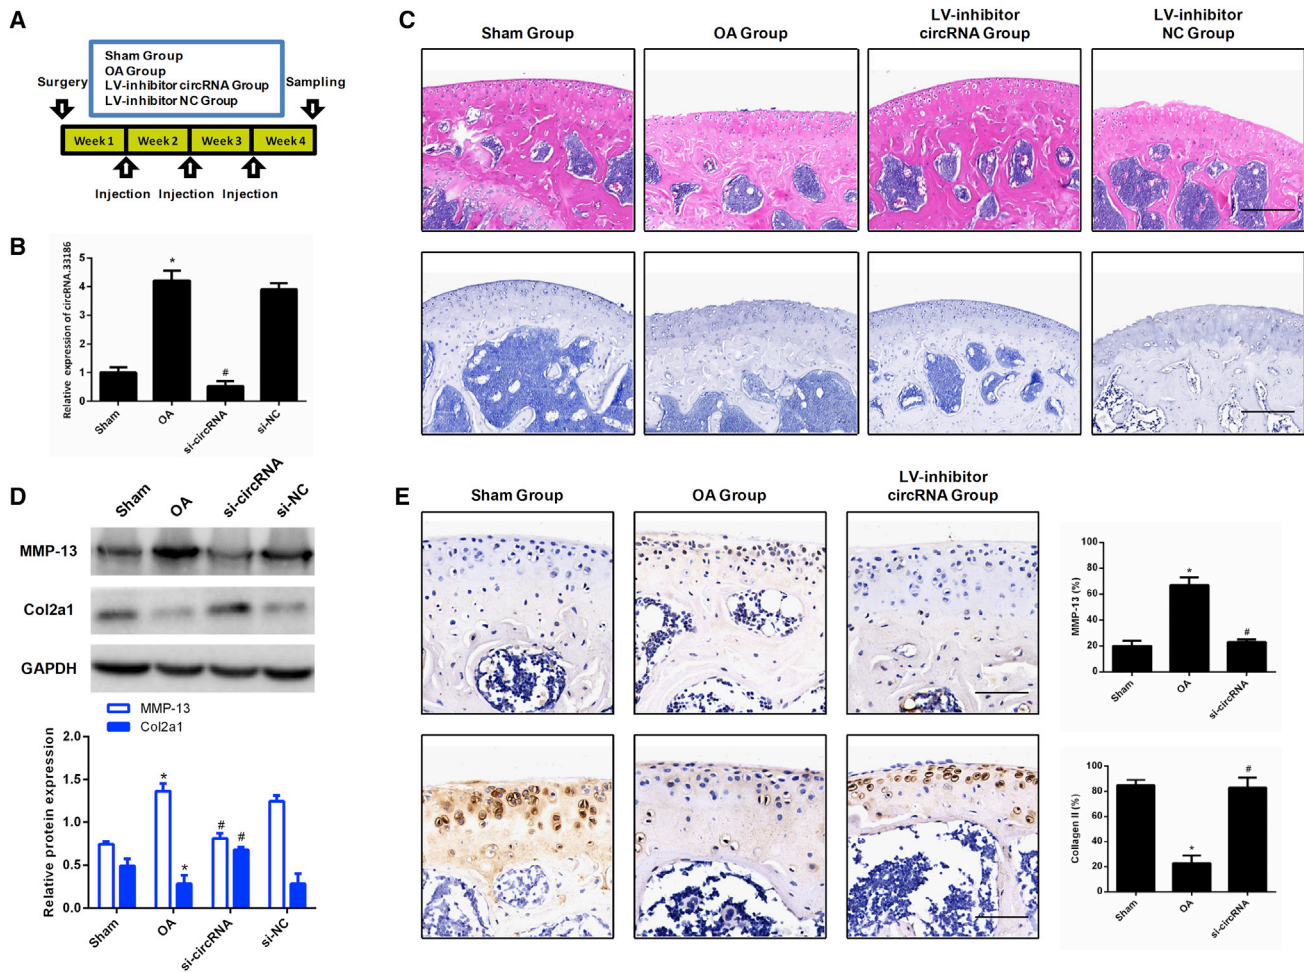 A
Sham Group
OA Group
LV-inhibitor circRNA Group
LV-inhibitor NC Group
Surgery
Sampling
Week 1
Week 2
Week 3
Week 4
Injection
Injection
Injection
B
Relative expression of circRNA.33186
5
4
3
2
1
0
*
#
Sham
OA
si-circRNA
si-NC
C
Sham Group
OA Group
LV-inhibitor
circRNA Group
LV-inhibitor
NC Group
D
Sham
OA
si-circRNA
si-NC
MMP-13
Col2a1
GAPDH
MMP-13
Col2a1
Relative protein expression
2.0
1.5
1.0
0.5
0.0
*
*
#
#
Sham
OA
si-circRNA
si-NC
E
Sham Group
OA Group
LV-inhibitor
circRNA Group
MMP-13 (%)
100
80
60
40
20
0
*
#
Sham
OA
si-circRNA
Collagen II (%)
100
80
60
40
20
0
*
#
Sham
OA
si-circRNA